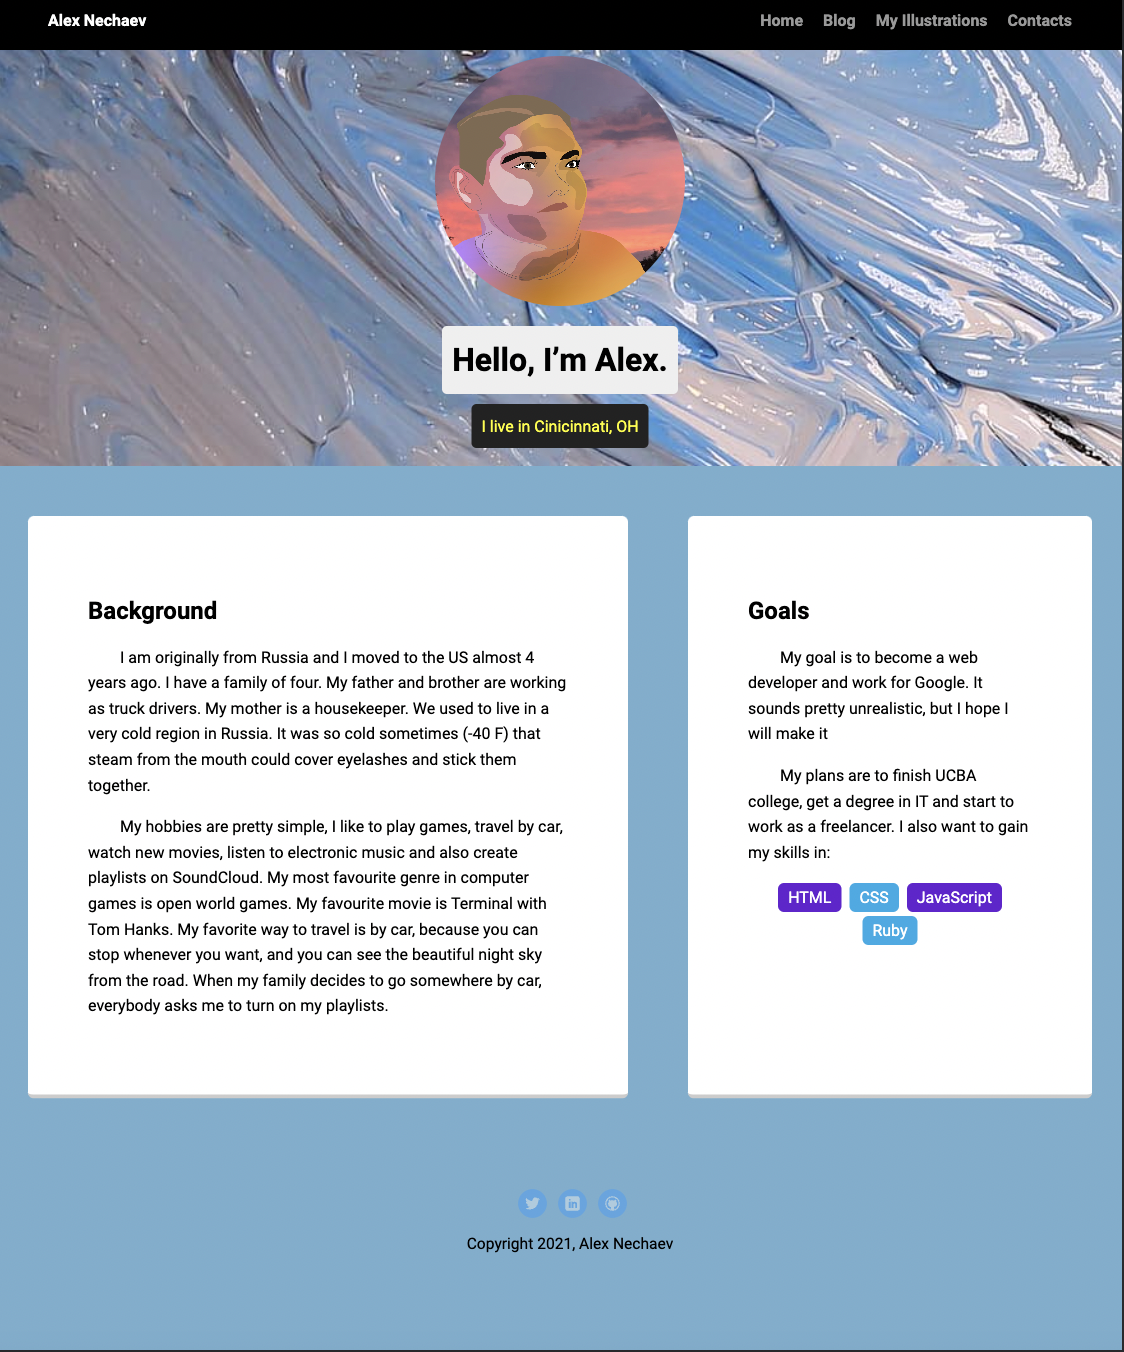 Alex Nechaev
Home Blog My Illustrations Contacts
Hello, I’m Alex.
I live in Cinicinnati, OH
Background
I am originally from Russia and I moved to the US almost 4
years ago. I have a family of four. My father and brother are working
as truck drivers. My mother is a housekeeper. We used to live in a
very cold region in Russia. It was so cold sometimes (-40 F) that
steam from the mouth could cover eyelashes and stick them
together.
My hobbies are pretty simple, I like to play games, travel by car,
watch new movies, listen to electronic music and also create
playlists on SoundCloud. My most favourite genre in computer
games is open world games. My favourite movie is Terminal with
Tom Hanks. My favorite way to travel is by car, because you can
stop whenever you want, and you can see the beautiful night sky
from the road. When my family decides to go somewhere by car,
everybody asks me to turn on my playlists.
Goals
My goal is to become a web
developer and work for Google. It
sounds pretty unrealistic, but I hope I
will make it
My plans are to finish UCBA
college, get a degree in IT and start to
work as a freelancer. I also want to gain
my skills in:
HTML CSS JavaScript
Ruby
Copyright 2021, Alex Nechaev